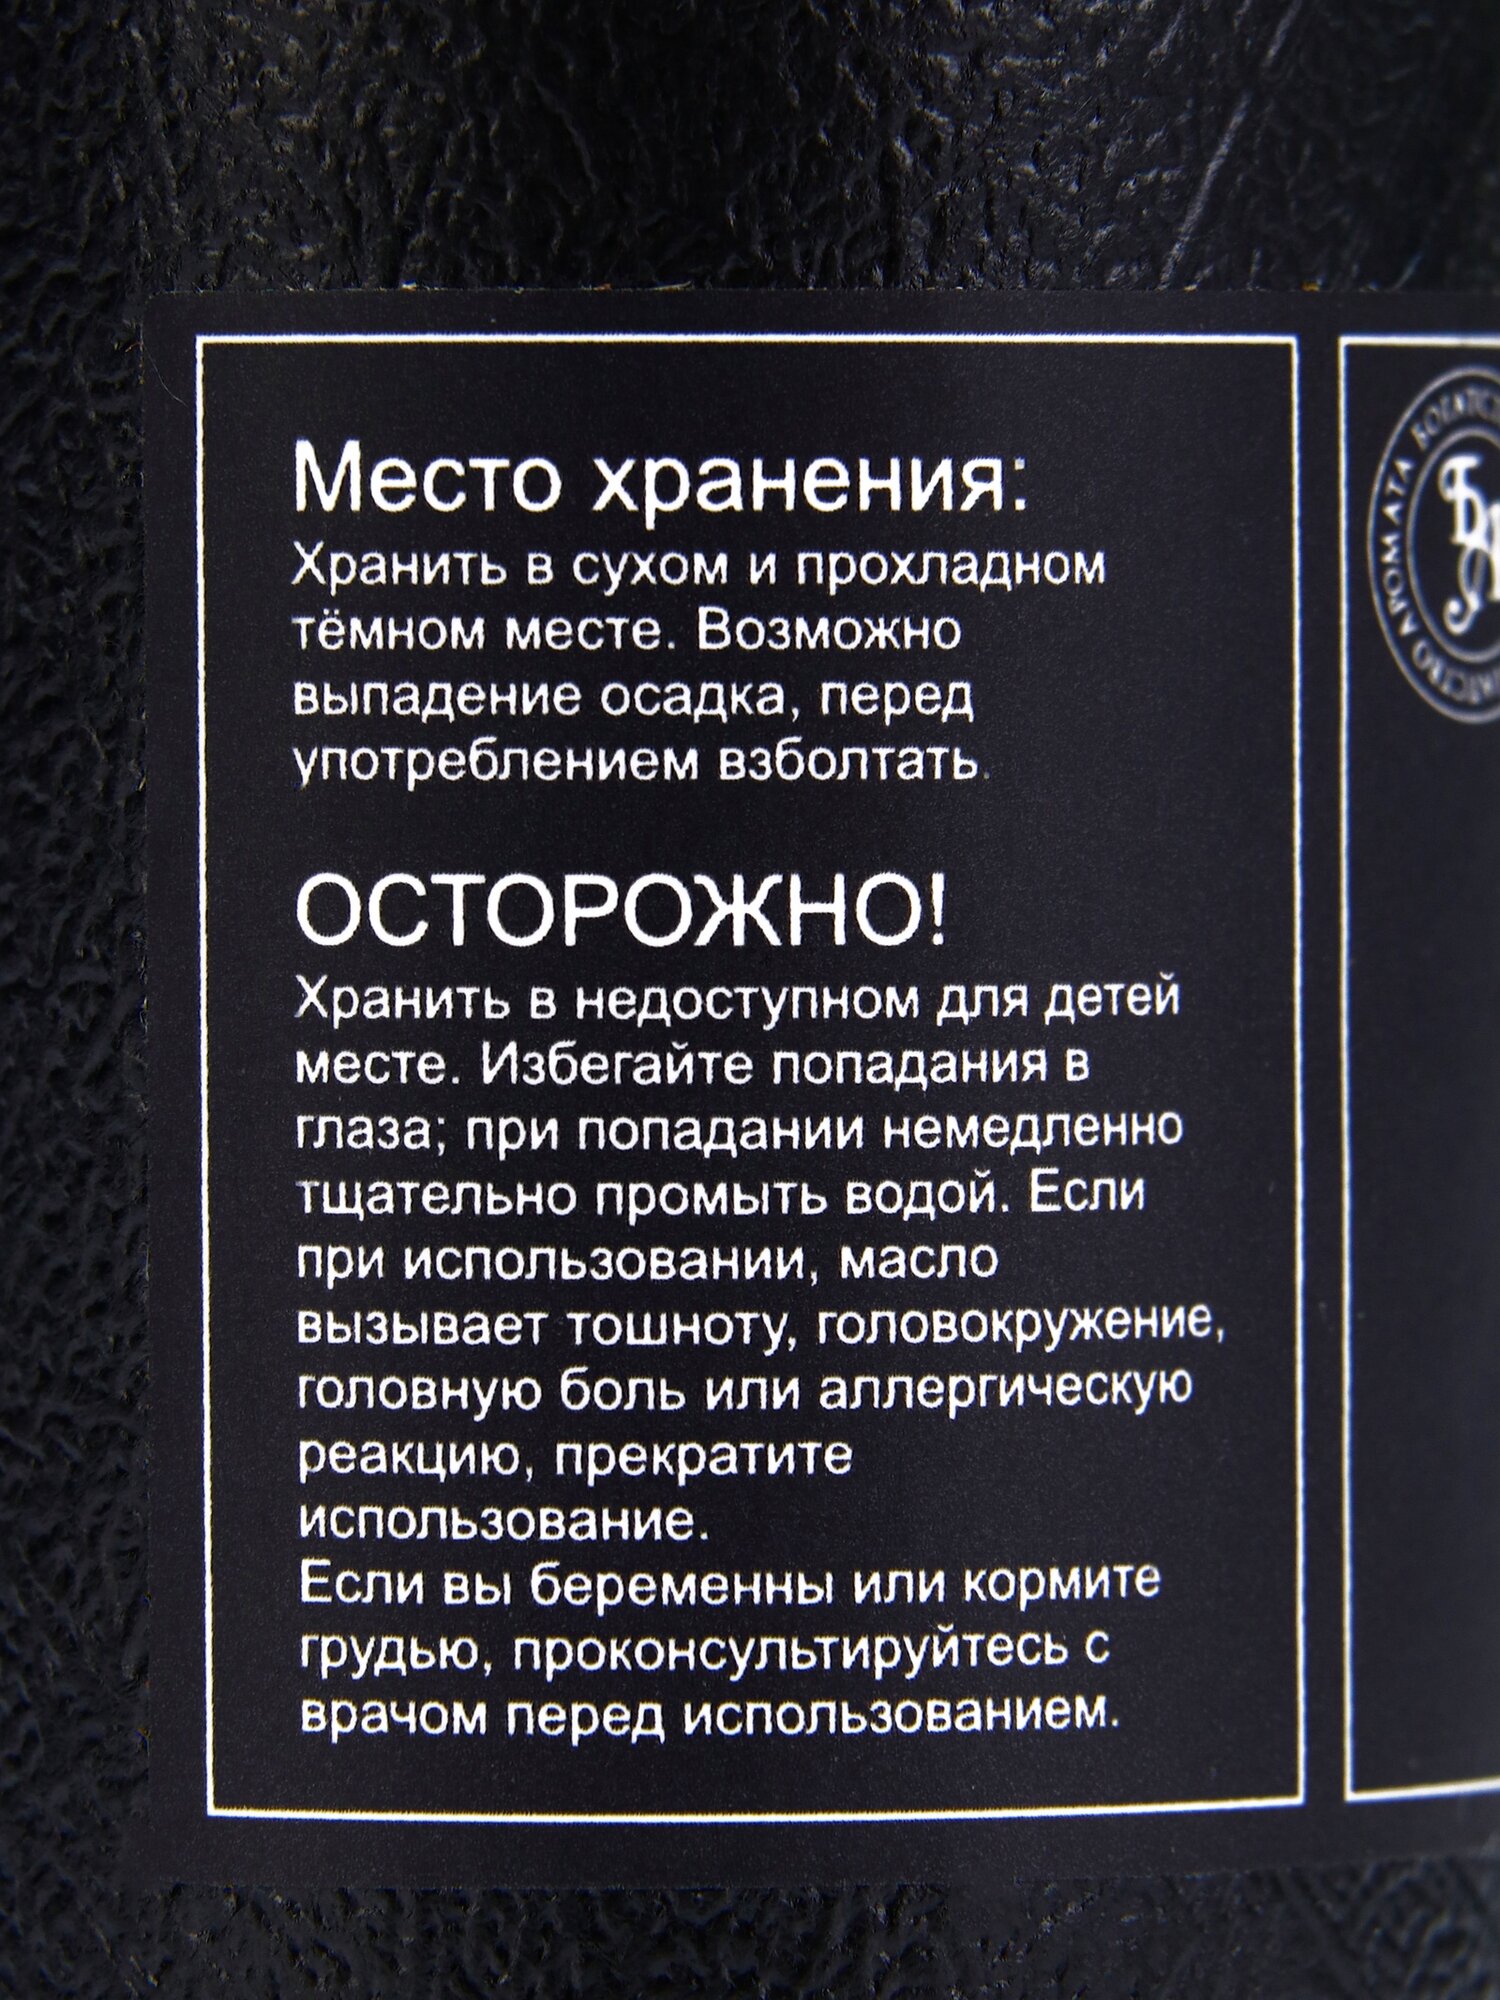 Место хранения:
Хранить в сухом и прохладном
тёмном месте. Возможно
выпадение осадка, перед
употреблением взболтать.
ОСТОРОЖНО!
Хранить в недоступном для детей
месте. Избегайте попадания в
глаза; при попадании немедленно
тщательно промыть водой. Если
при использовании, масло
вызывает тошноту, головокружение,
головную боль или аллергическую
реакцию, прекратите
использование.
Если вы беременны или кормите
грудью, проконсультируйтесь с
врачом перед использованием.
АРОМАТА